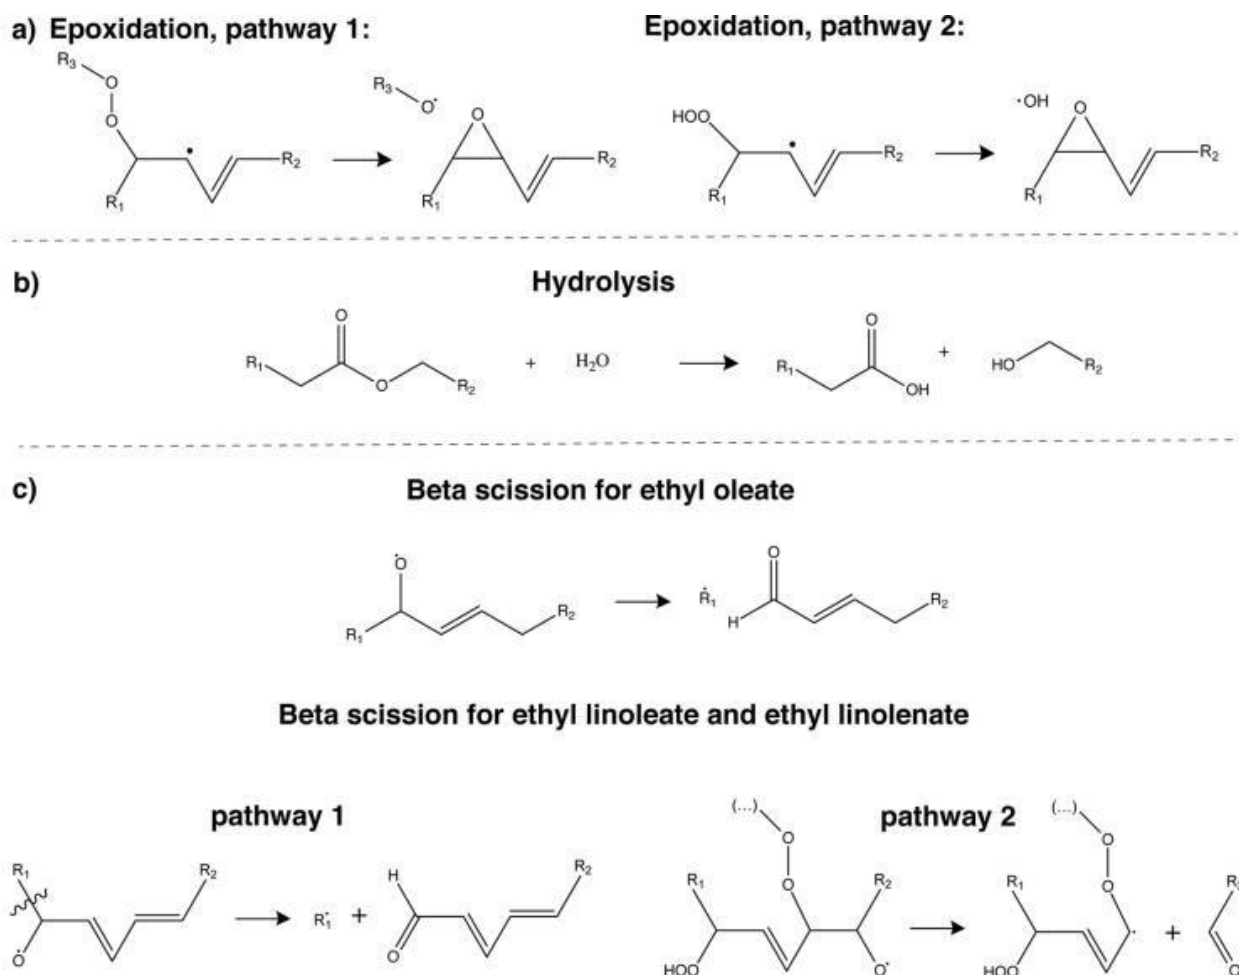 a) Epoxidation, pathway 1:
Epoxidation, pathway 2:
R3
O
O
R1
R2
R3
O·
O
R1
R2
HOO
R1
R2
·OH
O
R1
R2
b)
Hydrolysis
R1
O
O
R2
+
H2O
R1
O
OH
+
HO
R2
c)
Beta scission for ethyl oleate
Ȯ
R1
R2
Ṙ1
H
O
R2
Beta scission for ethyl linoleate and ethyl linolenate
pathway 1
pathway 2
R1
R2
Ȯ
R1·
+
H
O
R2
(...)
O
O
R1
R2
HOO
O·
(...)
O
O
R1
HOO
+
O